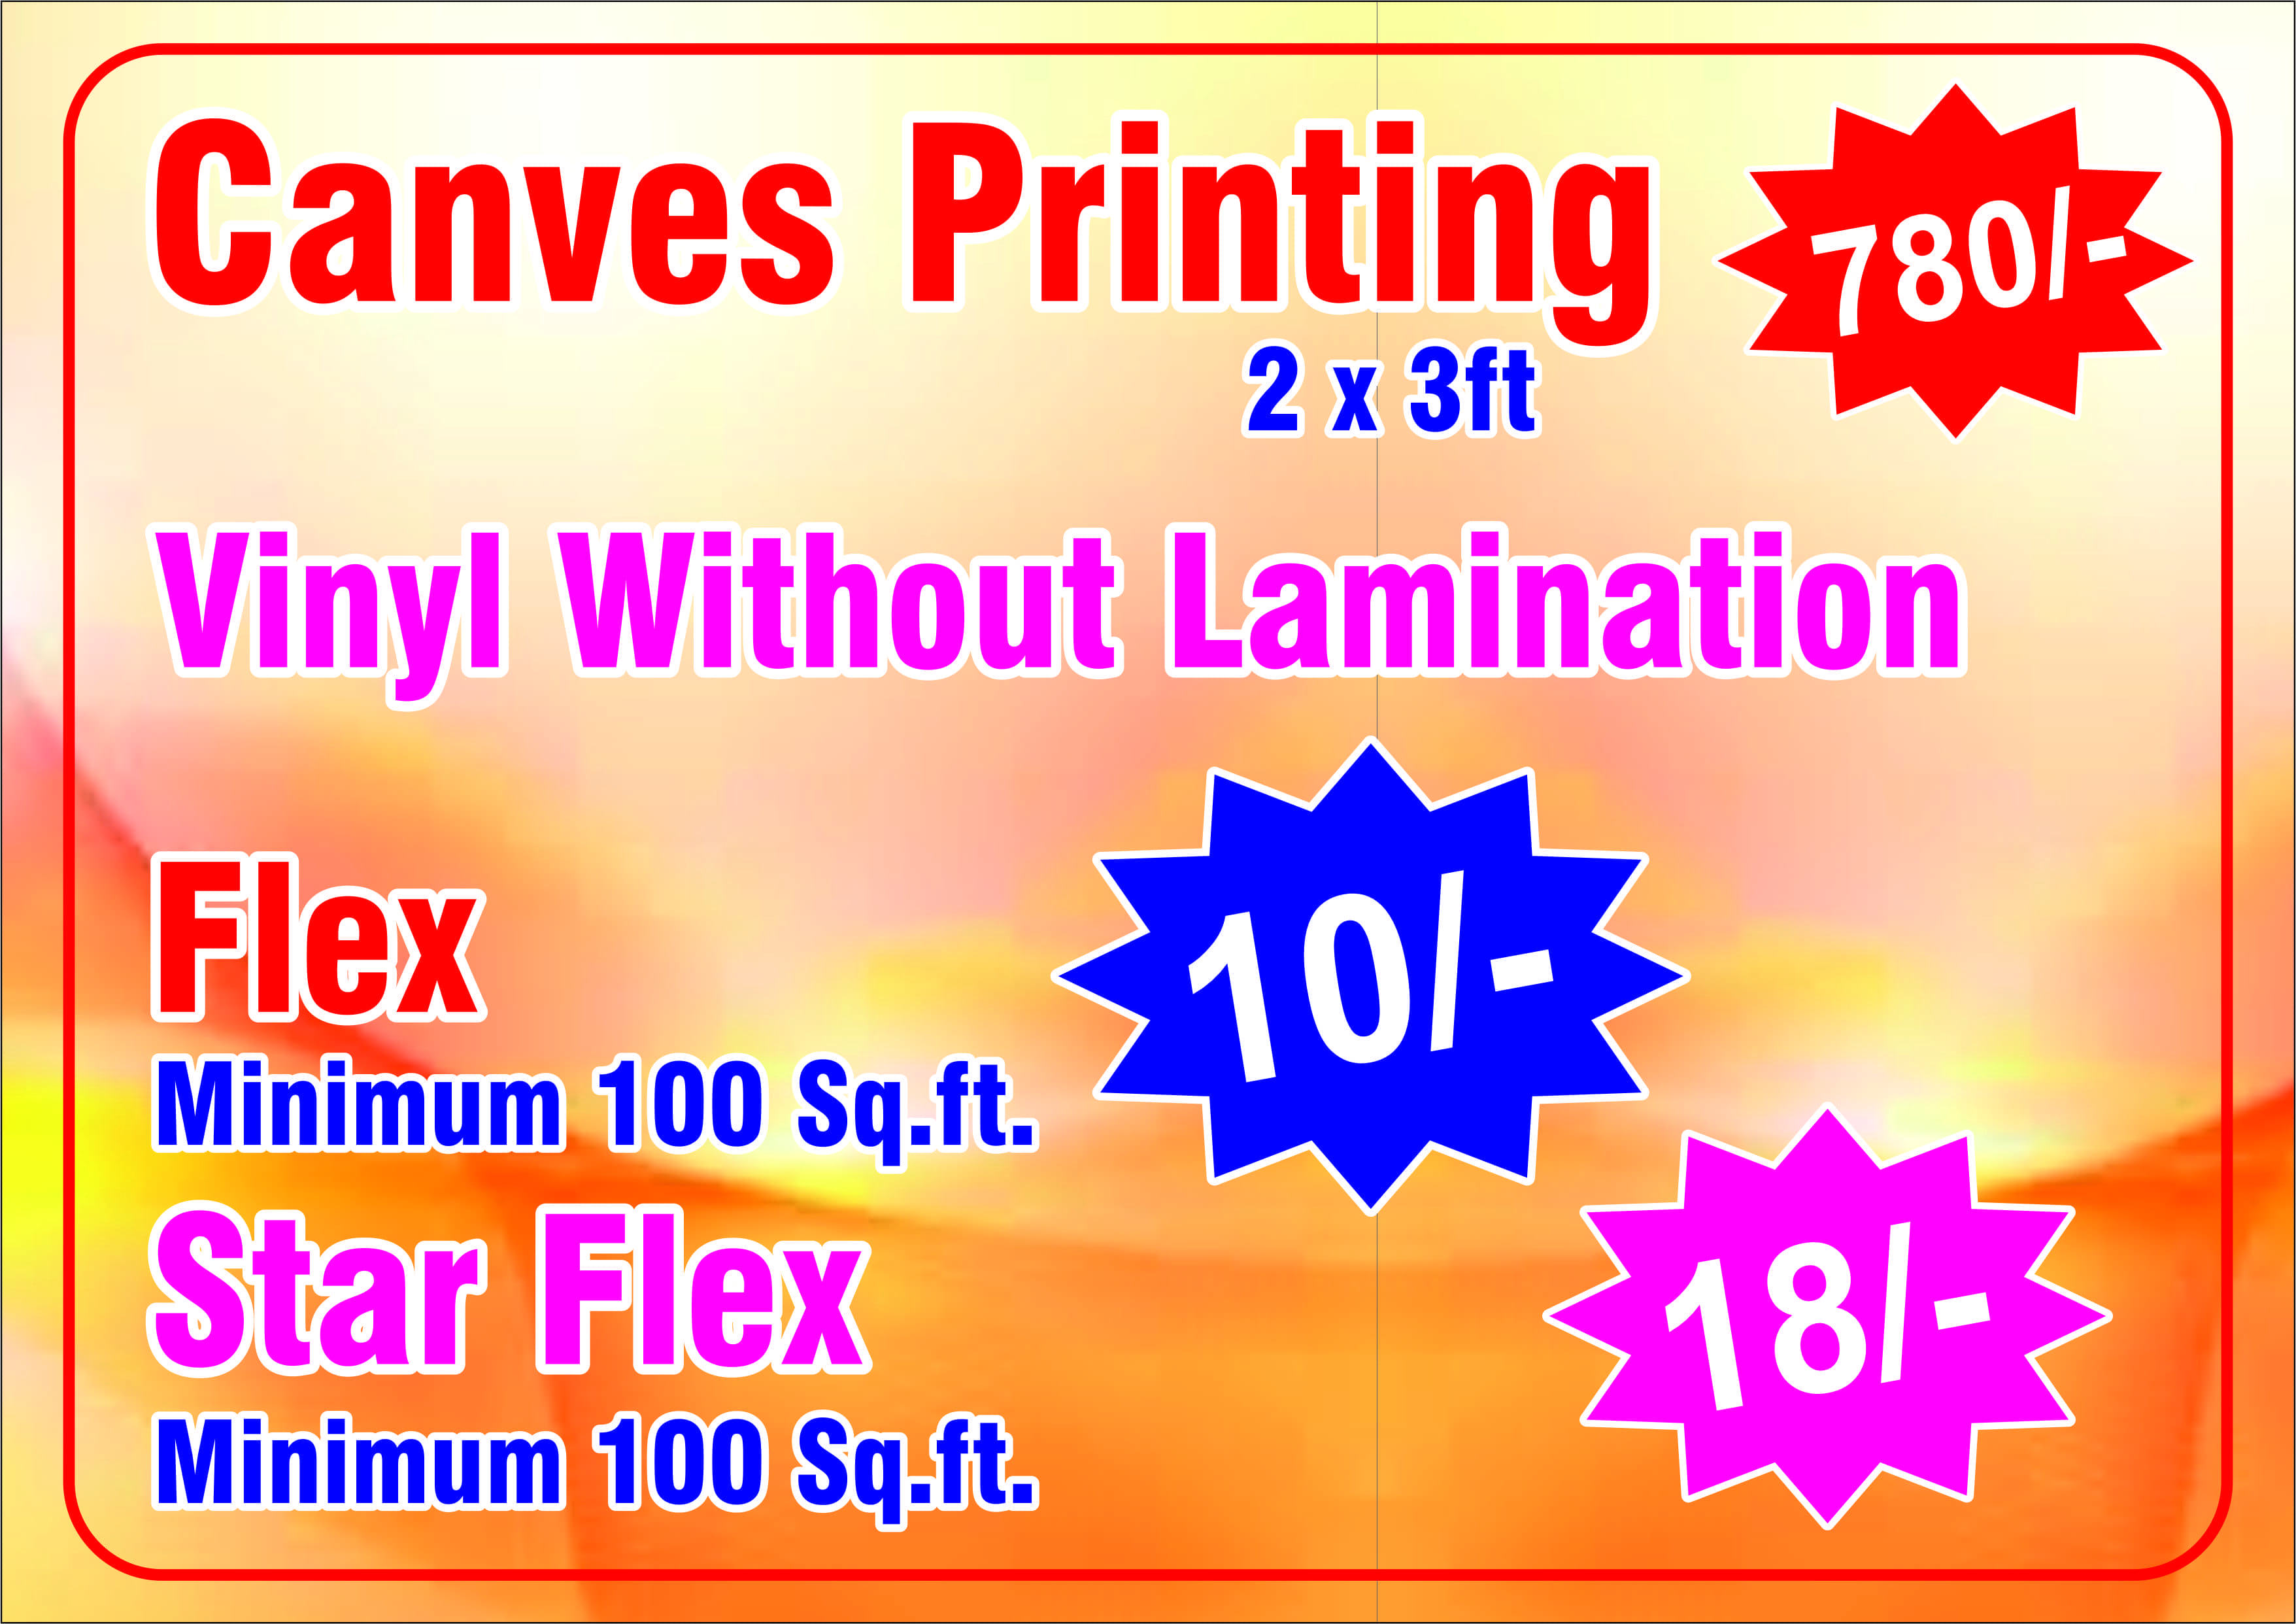 Canves Printing 780/-
2 x 3ft
Vinyl Without Lamination
Flex 10/-
Minimum 100 Sq.ft.
Star Flex 18/-
Minimum 100 Sq.ft.